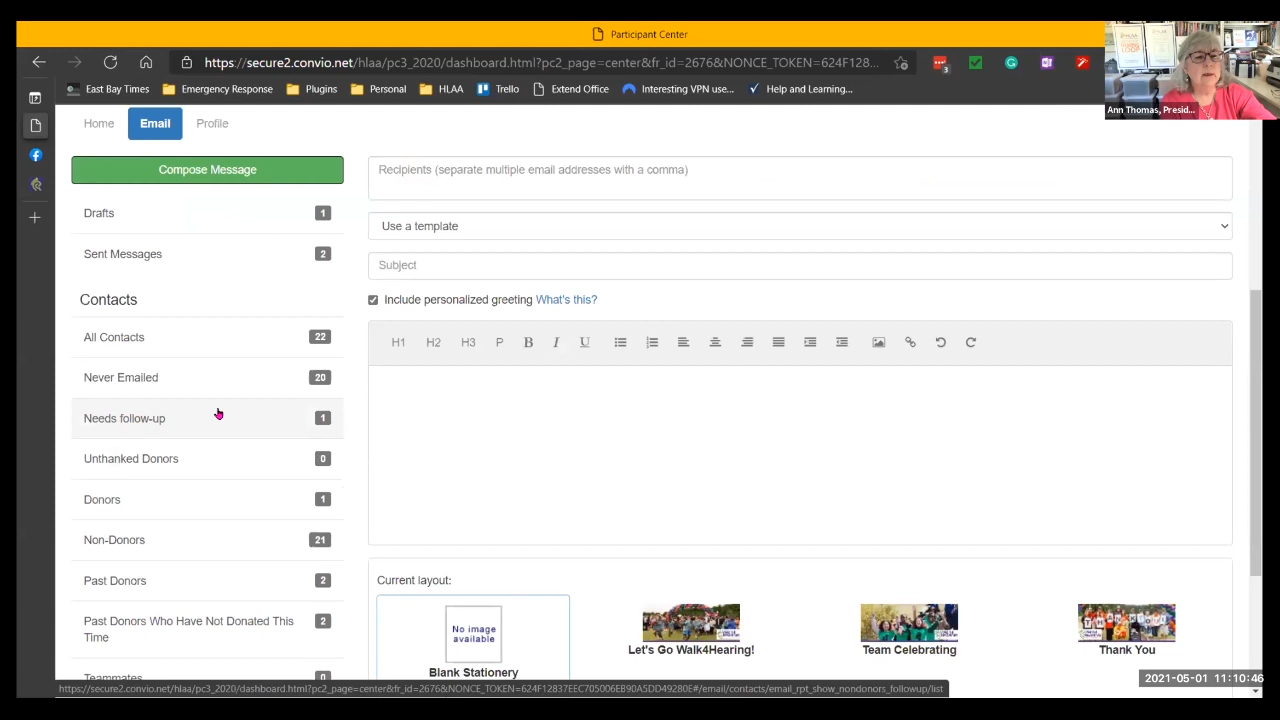 Participant Center
https://secure2.convio.net/hlaa/pc3_2020/dashboard.html?pc2_page=center&fr_id=2676&NONCE_TOKEN=624F128...
3
East Bay Times
Emergency Response
Plugins
Personal
HLAA
Trello
Extend Office
Interesting VPN use...
Help and Learning...
Ann Thomas, Presid...
Home
Email
Profile
Compose Message
Drafts 1
Sent Messages 2
Contacts
All Contacts 22
Never Emailed 20
Needs follow-up 1
Unthanked Donors 0
Donors 1
Non-Donors 21
Past Donors 2
Past Donors Who Have Not Donated This 2
Time
Teammates 0
Recipients (separate multiple email addresses with a comma)
Use a template
Subject
Include personalized greeting What's this?
H1 H2 H3 P B I U
Current layout:
No image
available
Blank Stationery
Let's Go Walk4Hearing!
Team Celebrating
Thank You
https://secure2.convio.net/hlaa/pc3_2020/dashboard.html?pc2_page=center&fr_id=2676&NONCE_TOKEN=624F12837EEC705006EB90A5DD49280E#/email/contacts/email_rpt_show_nondonors_followup/list
2021-05-01 11:10:46